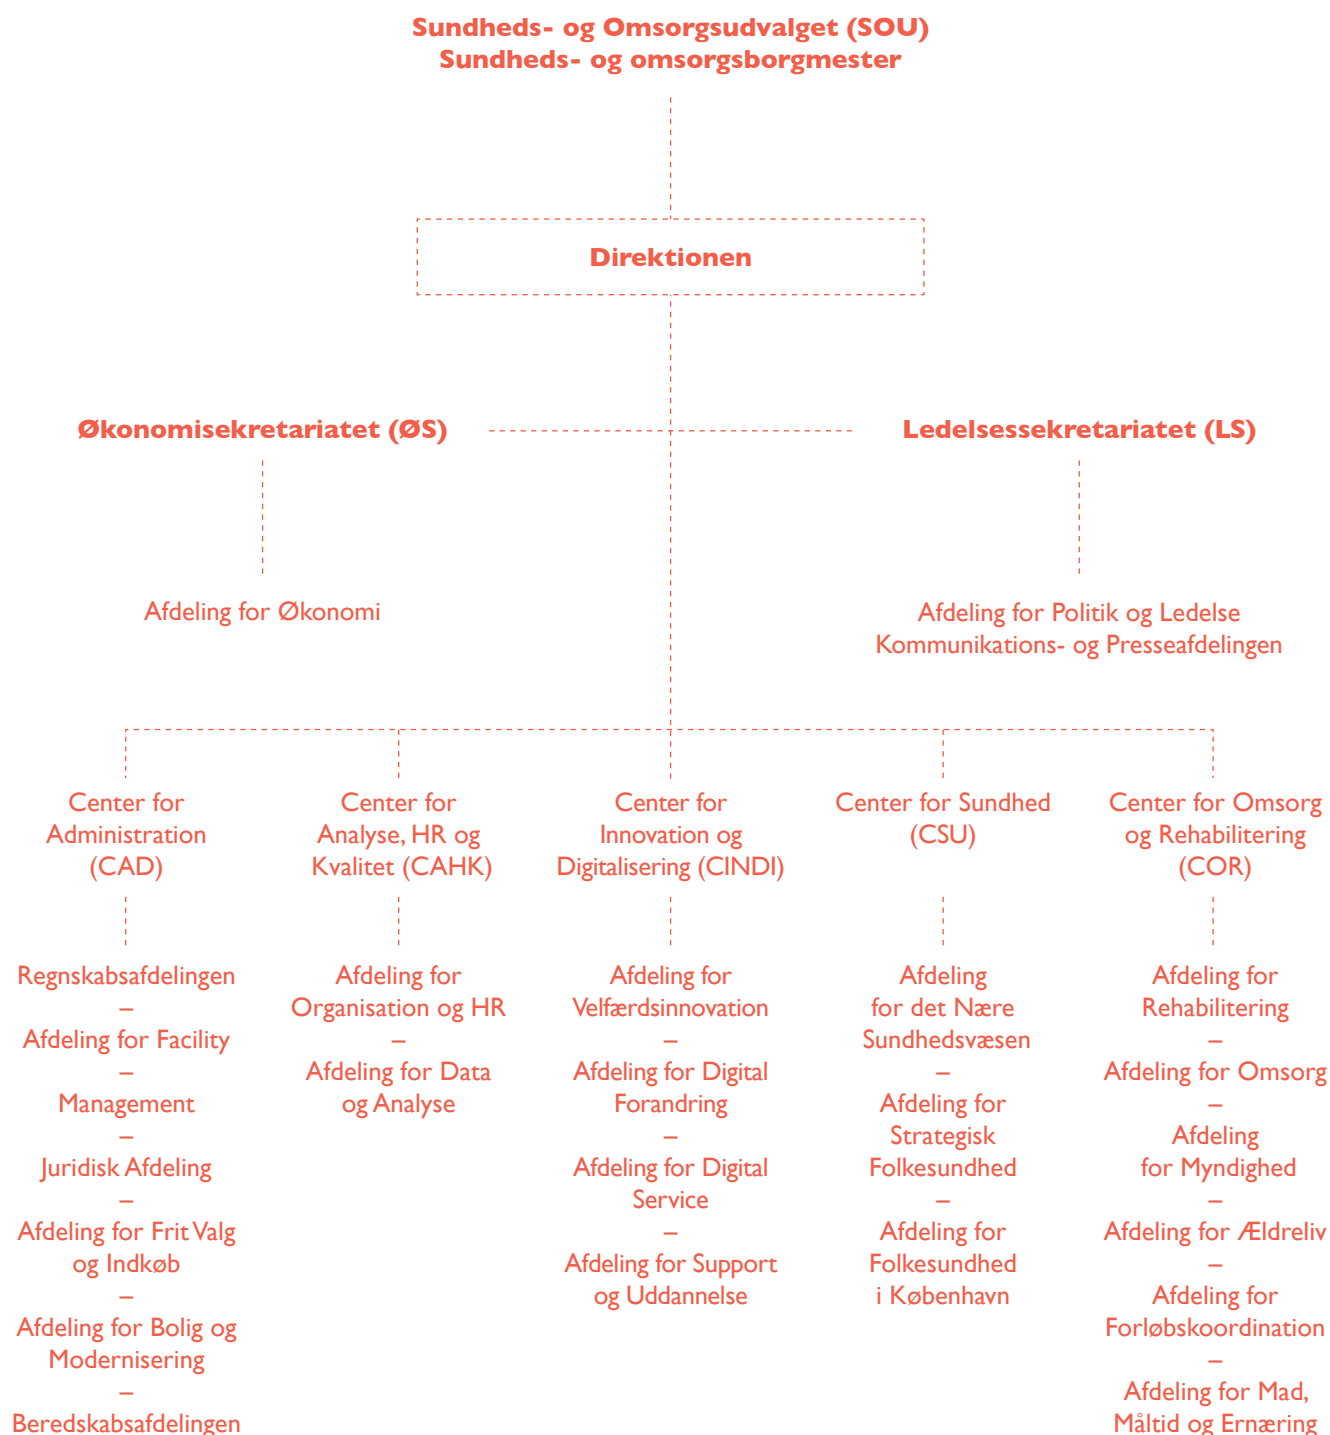 Sundheds- og Omsorgsudvalget (SOU)
Sundheds- og omsorgsborgmester
Direktionen
Økonomisekretariatet (ØS)
Ledelsessekretariatet (LS)
Afdeling for Økonomi
Afdeling for Politik og Ledelse
Kommunikations- og Presseafdelingen
Center for
Administration
(CAD)
Center for
Analyse, HR og
Kvalitet (CAHK)
Center for
Innovation og
Digitalisering (CINDI)
Center for Sundhed
(CSU)
Center for Omsorg
og Rehabilitering
(COR)
Regnskabsafdelingen
–
Afdeling for Facility
–
Management
–
Juridisk Afdeling
–
Afdeling for Frit Valg
og Indkøb
–
Afdeling for Bolig og
Modernisering
–
Beredskabsafdelingen
Afdeling for
Organisation og HR
–
Afdeling for Data
og Analyse
Afdeling for
Velfærdsinnovation
–
Afdeling for Digital
Forandring
–
Afdeling for Digital
Service
–
Afdeling for Support
og Uddannelse
Afdeling
for det Nære
Sundhedsvæsen
–
Afdeling for
Strategisk
Folkesundhed
–
Afdeling for
Folkesundhed
i København
Afdeling for
Rehabilitering
–
Afdeling for Omsorg
–
Afdeling
for Myndighed
–
Afdeling for Ældreliv
–
Afdeling for
Forløbskoordination
–
Afdeling for Mad,
Måltid og Ernæring